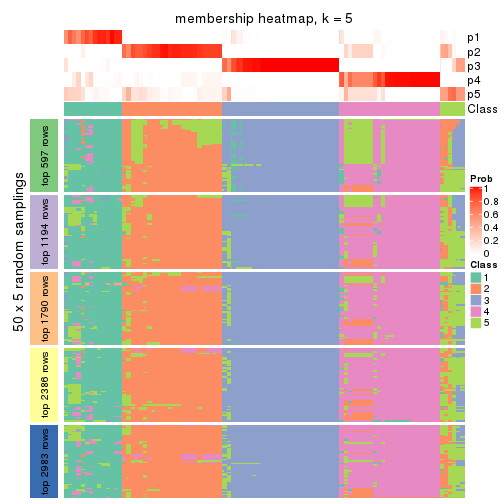 membership heatmap, k = 5
p1
p2
p3
p4
p5
Class
50 x 5 random samplings
top 597 rows
top 1194 rows
top 1790 rows
top 2386 rows
top 2983 rows
Prob
1
0.8
0.6
0.4
0.2
0
Class
1
2
3
4
5